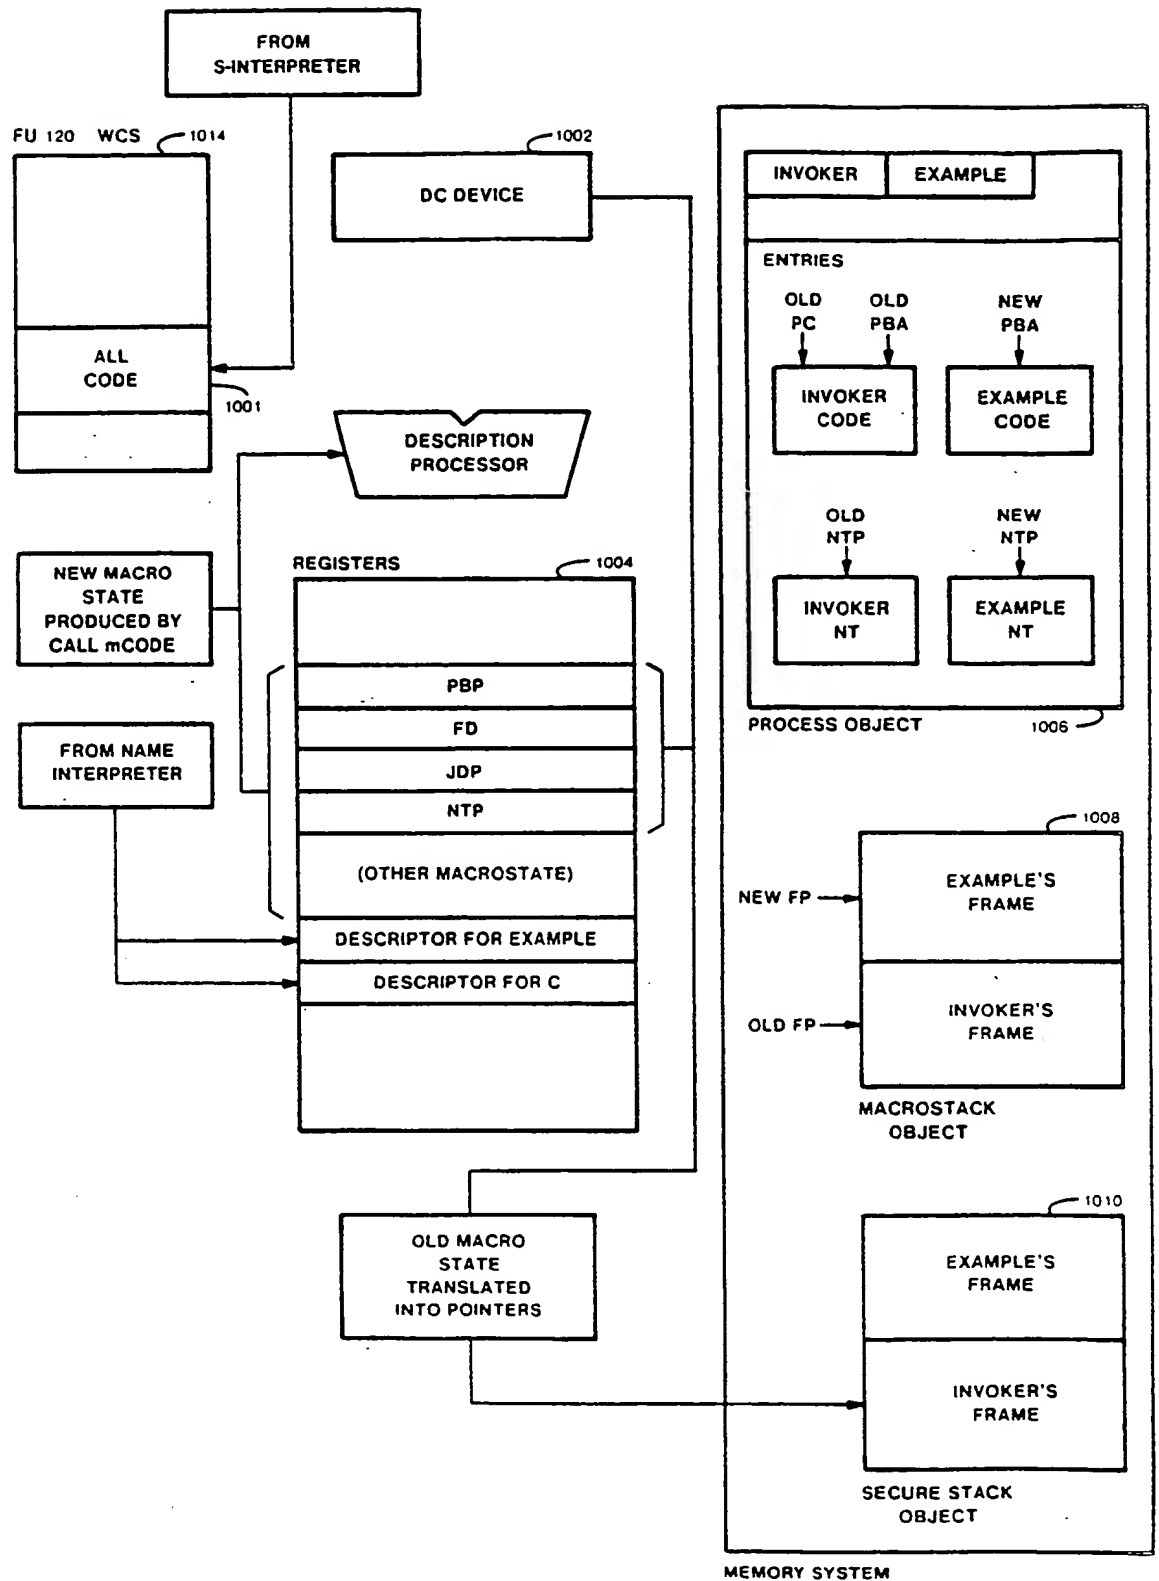 FROM
S-INTERPRETER
FU 120 WCS
1014
ALL
CODE
1001
1002
DC DEVICE
DESCRIPTION
PROCESSOR
NEW MACRO
STATE
PRODUCED BY
CALL mCODE
FROM NAME
INTERPRETER
REGISTERS
1004
PBP
FD
JDP
NTP
(OTHER MACROSTATE)
DESCRIPTOR FOR EXAMPLE
DESCRIPTOR FOR C
OLD MACRO
STATE
TRANSLATED
INTO POINTERS
INVOKER
EXAMPLE
ENTRIES
OLD
PC
OLD
PBA
NEW
PBA
INVOKER
CODE
EXAMPLE
CODE
OLD
NTP
NEW
NTP
INVOKER
NT
EXAMPLE
NT
PROCESS OBJECT
1006
1008
NEW FP
EXAMPLE'S
FRAME
OLD FP
INVOKER'S
FRAME
MACROSTACK
OBJECT
1010
EXAMPLE'S
FRAME
INVOKER'S
FRAME
SECURE STACK
OBJECT
MEMORY SYSTEM